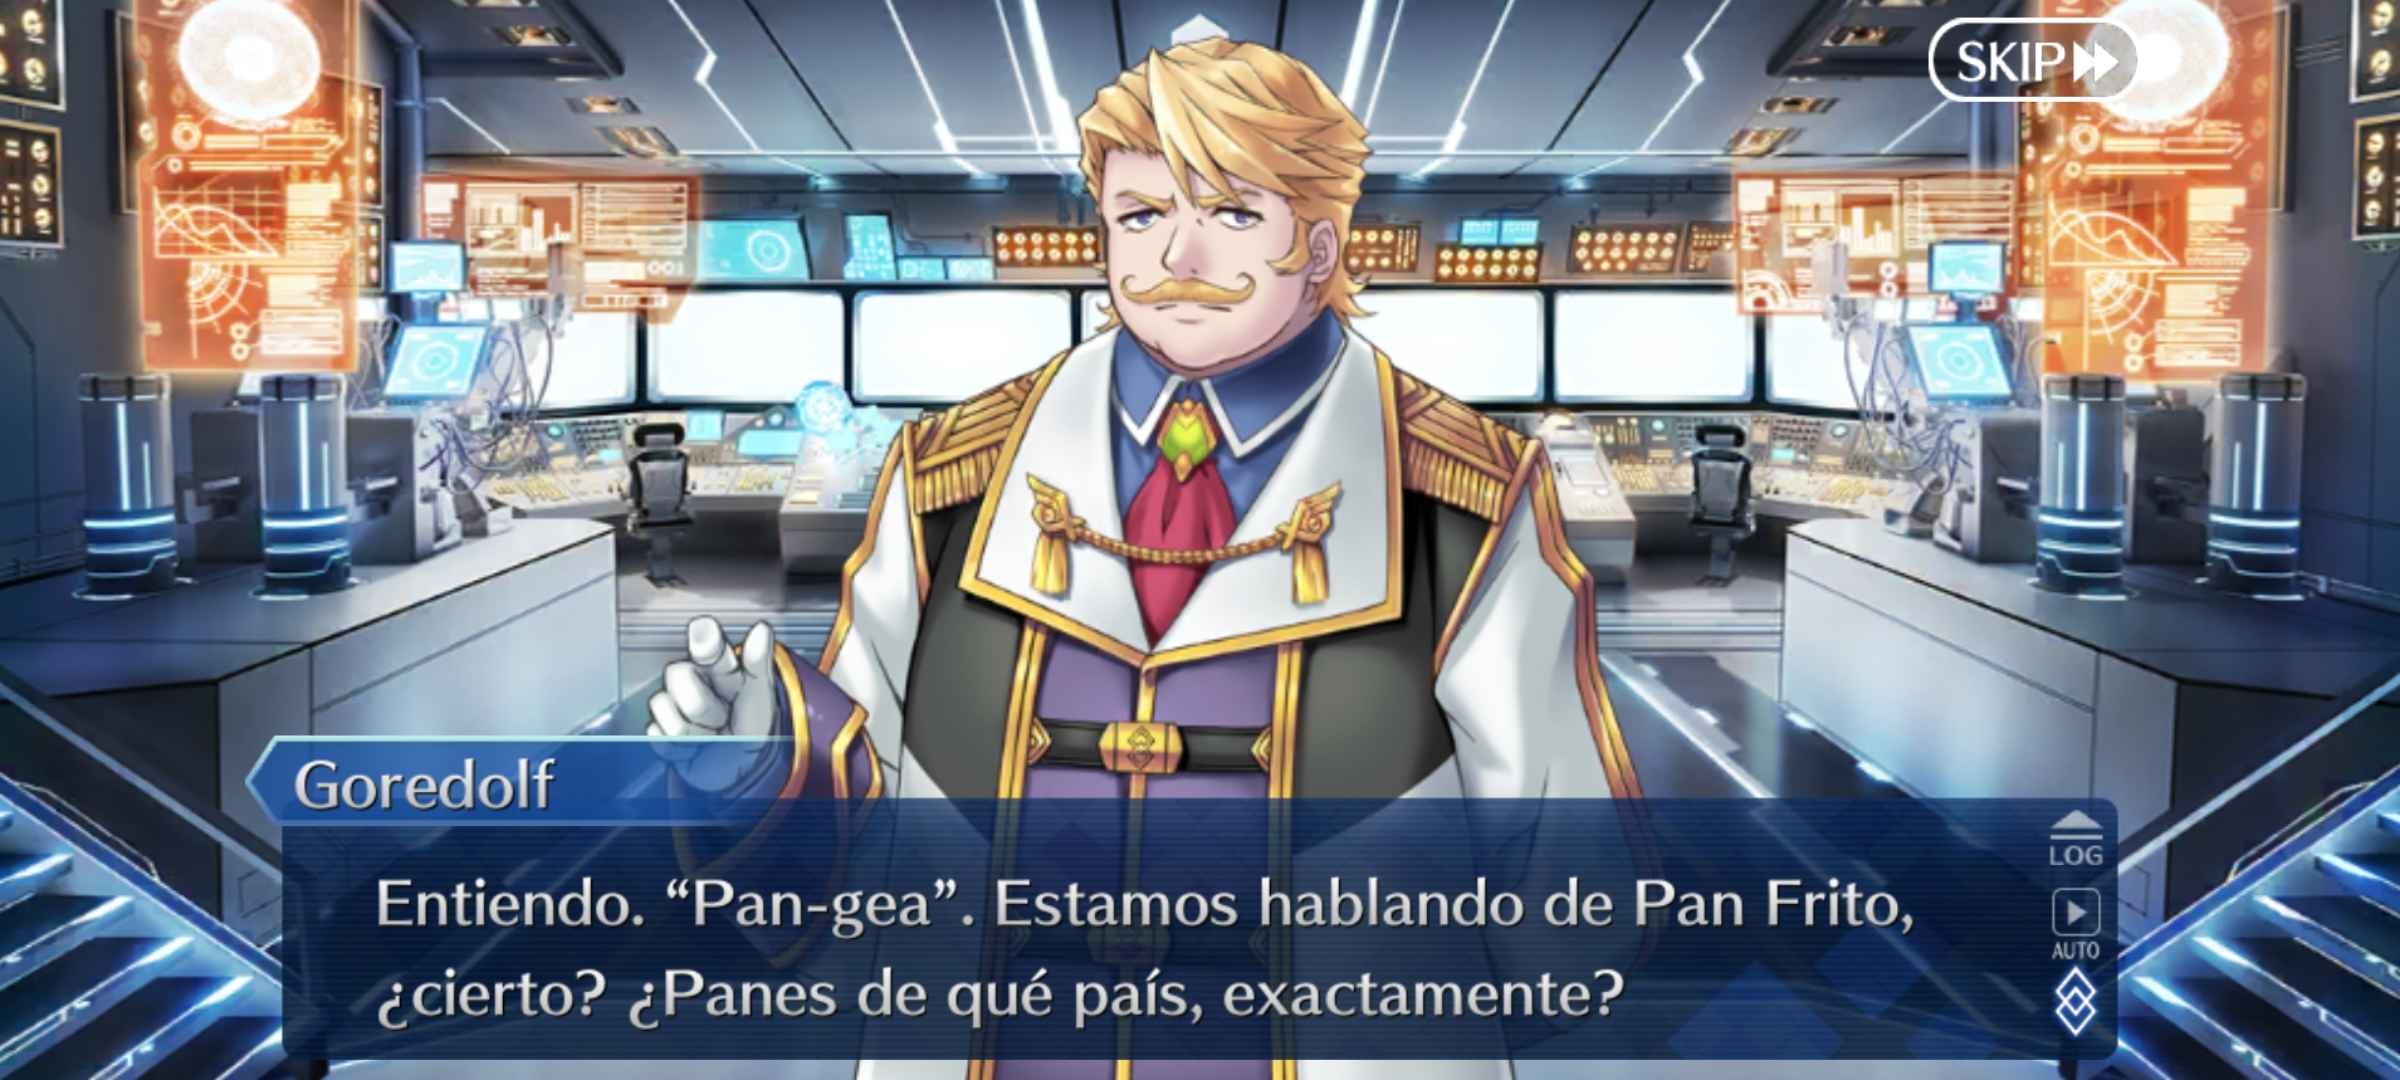 SKIP
Goredolf
Entiendo. “Pan-gea”. Estamos hablando de Pan Frito,
¿cierto? ¿Panes de qué país, exactamente?
LOG
AUTO